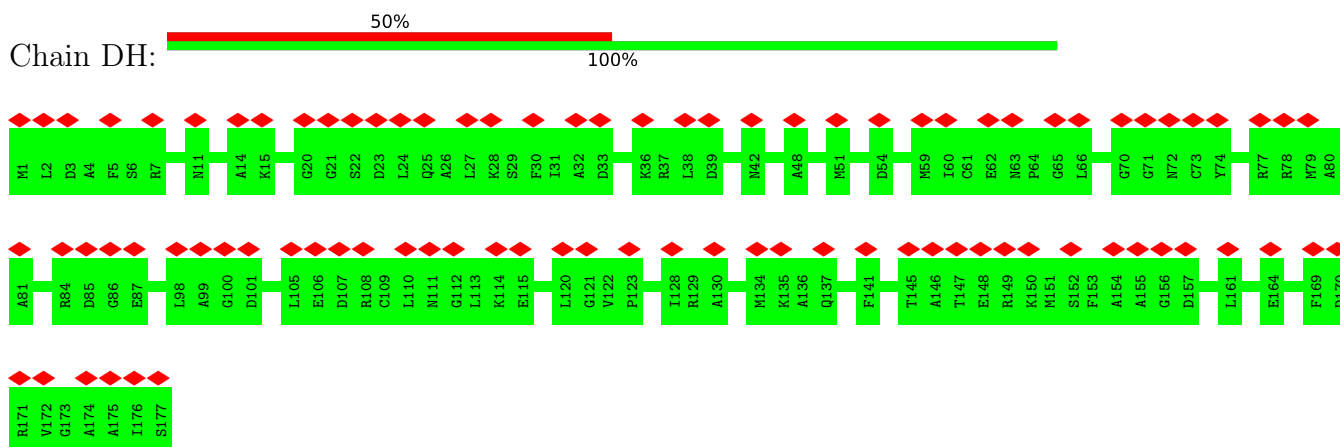 50%
Chain DH:
100%
M1 L2 D3 A4 F5 S6 R7 N11 A14 K15 G20 G21 S22 D23 L24 Q25 A26 L27 K28 S29 F30 I31 A32 D33 K36 R37 L38 D39 N42 A48 M51 D54 M59 I60 C61 E62 N63 P64 G65 L66 G70 G71 N72 C73 Y74 R77 R78 M79 A80
A81 R84 D85 G86 E87 L98 A99 G100 D101 L105 E106 D107 R108 C109 L110 N111 G112 L113 K114 E115 L120 G121 V122 P123 I128 R129 A130 M134 K135 A136 Q137 F141 T145 A146 T147 E148 R149 K150 M151 S152 F153 A154 A155 G156 D157 L161 E164 F169
R171 V172 G173 A174 A175 I176 S177